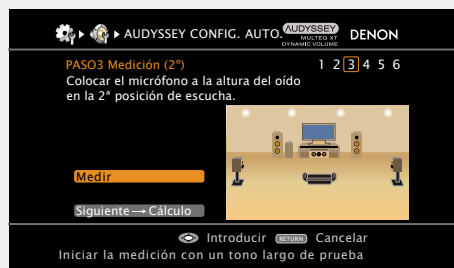 AUDYSSEY CONFIG. AUTO. AUDYSSEY MULTEQ XT DYNAMIC VOLUME DENON
PASO3 Medición (2º) 1 2 3 4 5 6
Colocar el micrófono a la altura del oído
en la 2ª posición de escucha.
Medir
Siguiente → Cálculo
Introducir RETURN Cancelar
Iniciar la medición con un tono largo de prueba